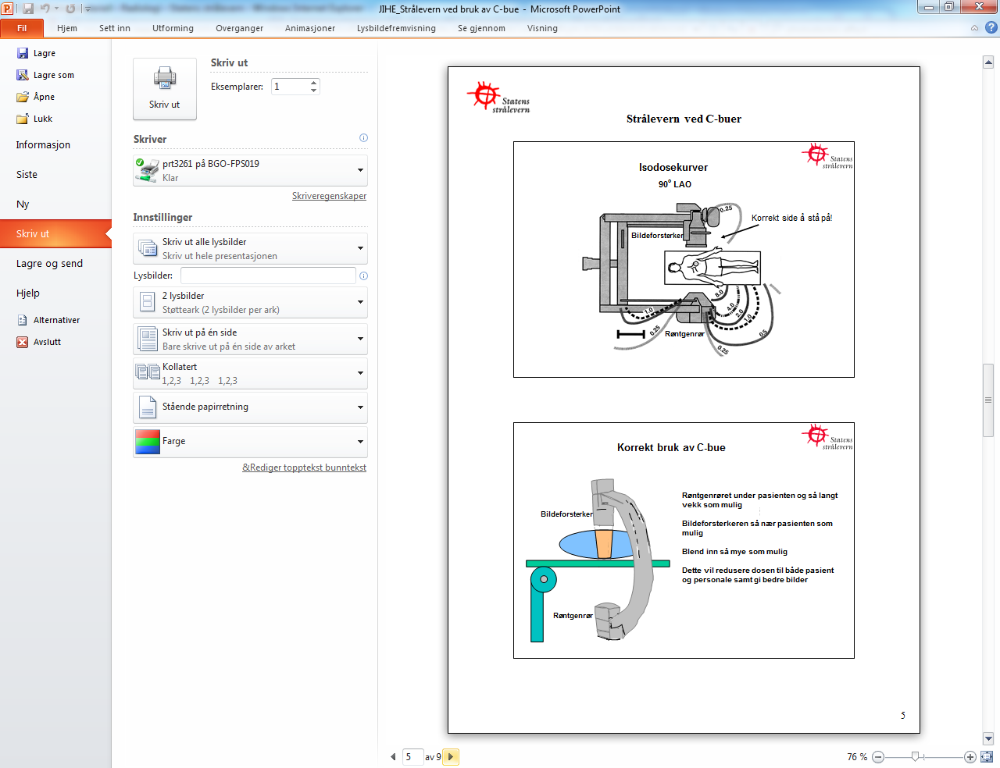 JIHE_Strålevern ved bruk av C-bue - Microsoft PowerPoint
Fil
Hjem
Sett inn
Utforming
Overganger
Animasjoner
Lysbildefremvisning
Se gjennom
Visning
Lagre
Lagre som
Åpne
Lukk
Informasjon
Siste
Ny
Skriv ut
Lagre og send
Hjelp
Alternativer
Avslutt
Skriv ut
Skriv ut
Eksemplarer: 1
Skriver
prt3261 på BGO-FPS019
Klar
Skriveregenskaper
Innstillinger
Skriv ut alle lysbilder
Skriv ut hele presentasjonen
Lysbilder:
2 lysbilder
Støtteark (2 lysbilder per ark)
Skriv ut på én side
Bare skrive ut på én side av arket
Kollatert
1,2,3 1,2,3 1,2,3
Stående papirretning
Farge
&Rediger topptekst bunntekst
Statens
strålevern
Strålevern ved C-buer
Statens
strålevern
Isodosekurver
90° LAO
0.25
Korrekt side å stå på!
Bildeforsterker
8.0
4.0
2.0
1.0
0.5
0.25
1.0
0.25
Røntgenrør
Statens
strålevern
Korrekt bruk av C-bue
Bildeforsterker
Røntgenrør
Røntgenrøret under pasienten og så langt
vekk som mulig
Bildeforsterkeren så nær pasienten som
mulig
Blend inn så mye som mulig
Dette vil redusere dosen til både pasient
og personale samt gi bedre bilder
5
5 av 9
76 %